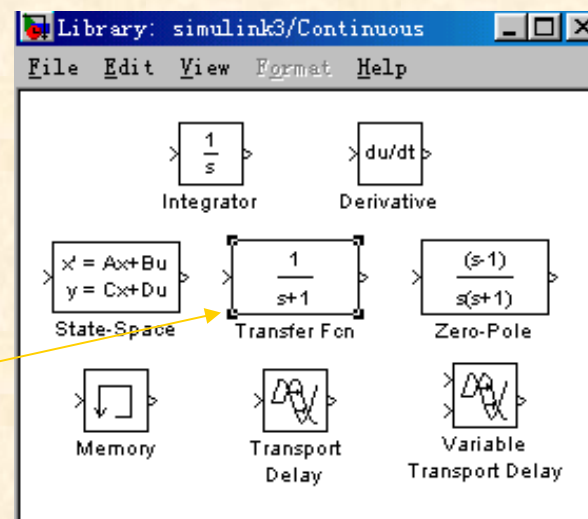 Library: simulink3/Continuous
File Edit View Format Help
1
s
du/dt
Integrator
Derivative
x' = Ax+Bu
y = Cx+Du
1
s+1
(s-1)
s(s+1)
State-Space
Transfer Fcn
Zero-Pole
Memory
Transport
Delay
Variable
Transport Delay